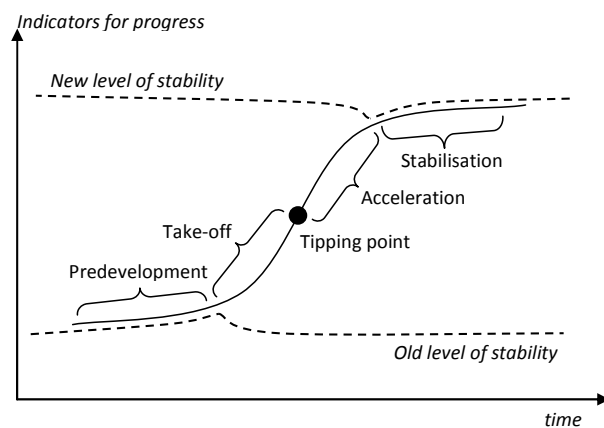 Indicators for progress
New level of stability
Stabilisation
Acceleration
Take-off
Tipping point
Predevelopment
Old level of stability
time